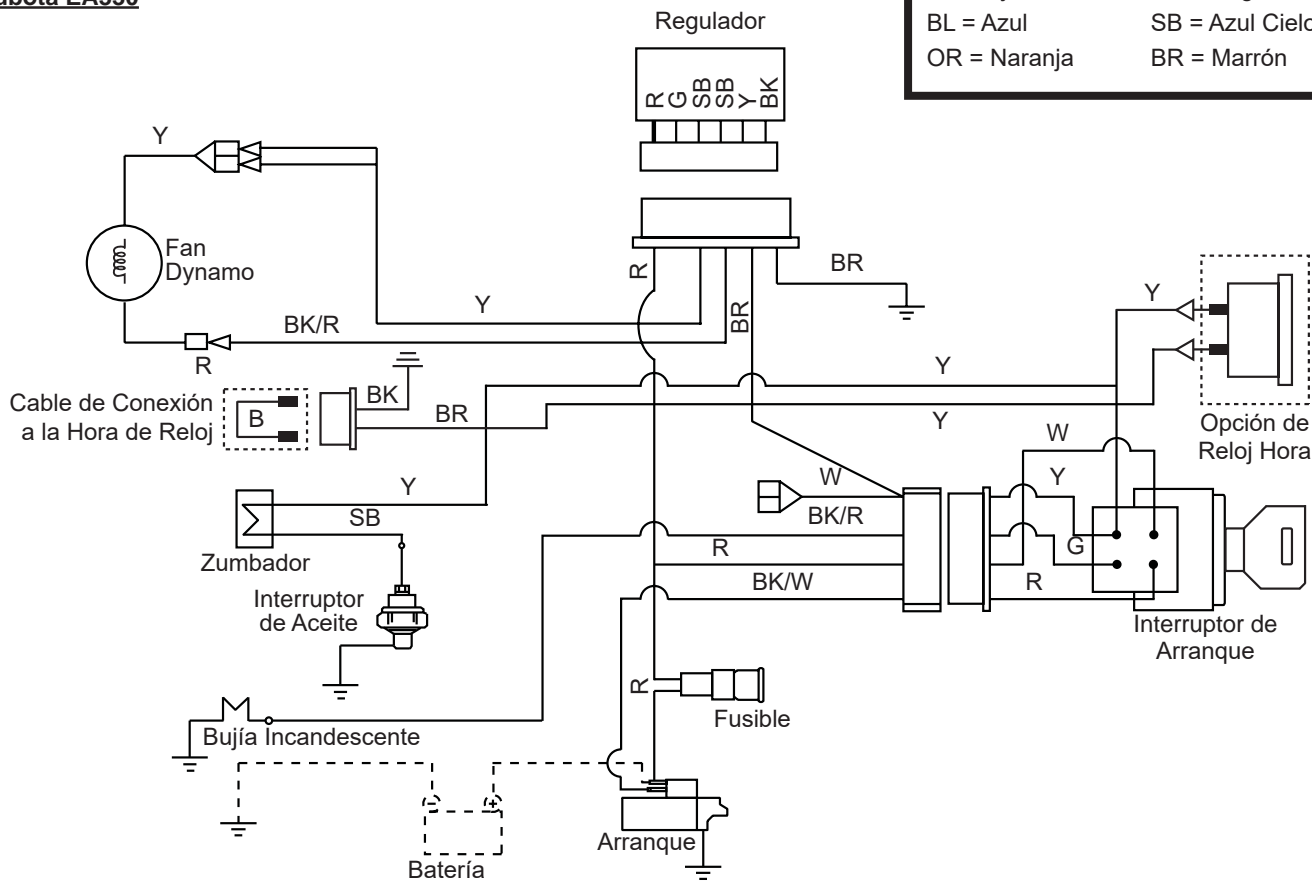 Regulador
BL = Azul
SB = Azul Cielo
OR = Naranja
BR = Marrón
R
G
SB
SB
Y
BK
Y
Fan
Dynamo
R
BR
BR
Y
Y
BK/R
R
Y
Cable de Conexión
a la Hora de Reloj
B
BK
BR
Y
Opción de
Reloj Hora
W
Y
W
Y
SB
BK/R
Zumbador
R
G
Interruptor
de Aceite
BK/W
R
Interruptor de
Arranque
R
Fusible
Bujía Incandescente
Arranque
Batería